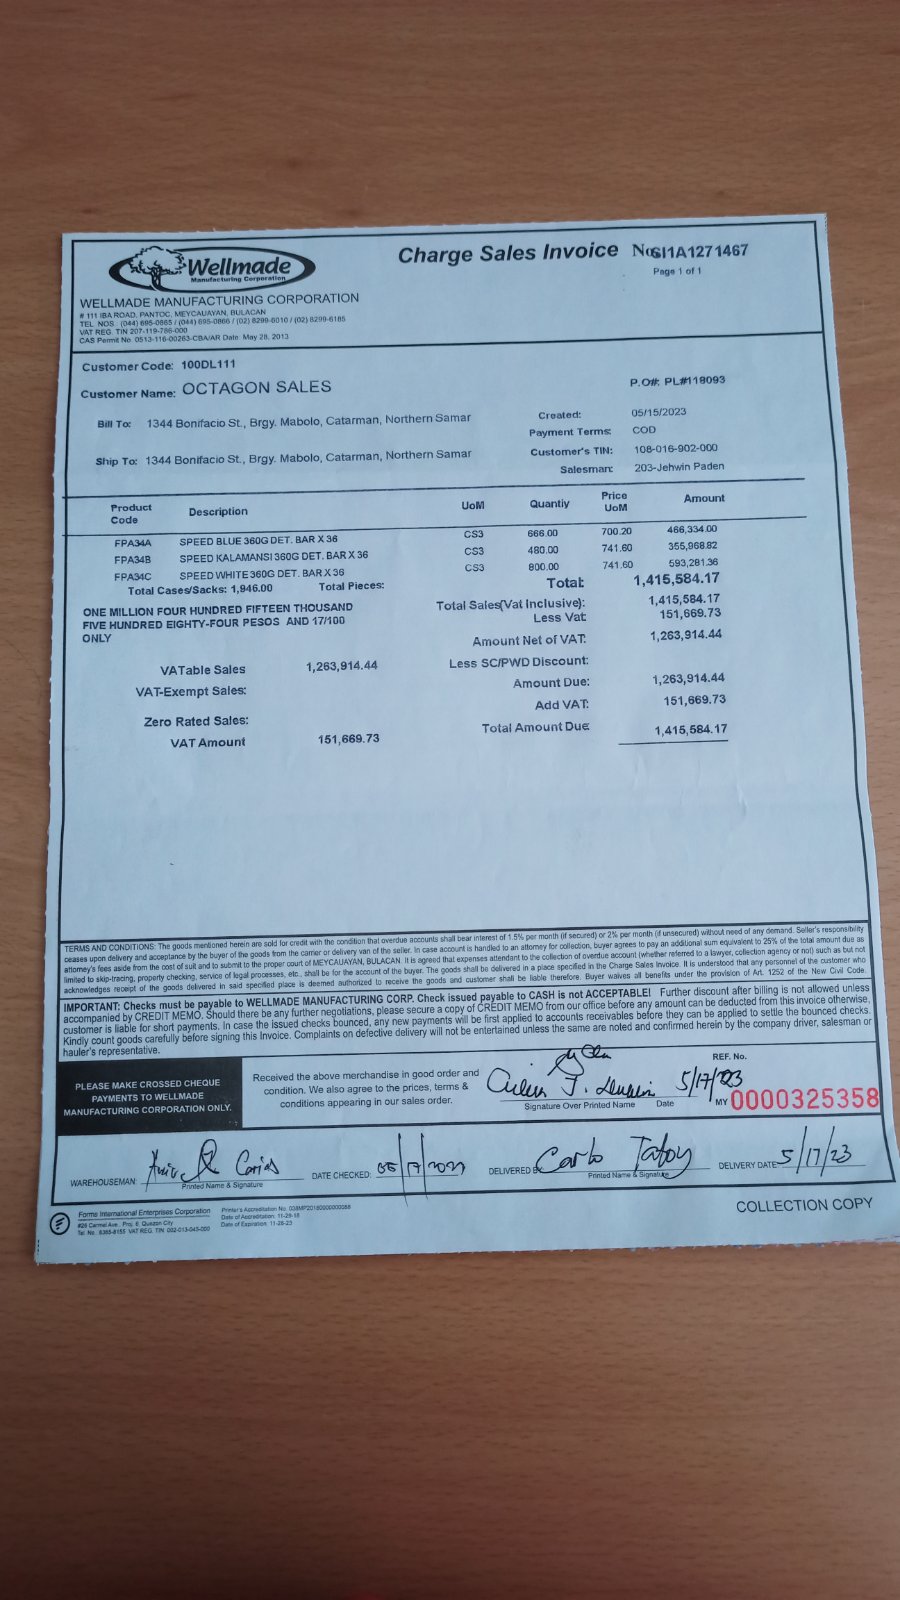 Wellmade
Manufacturing Corporation
Charge Sales Invoice No. SI1A1271467
Page 1 of 1
WELLMADE MANUFACTURING CORPORATION
# 111 IBA ROAD, PANTOC, MEYCAUAYAN, BULACAN
TEL. NOS.: (044) 695-0865 / (044) 695-0866 / (02) 8299-6010 / (02) 8299-6185
VAT REG. TIN 207-119-786-000
CAS Permit No. 0513-116-00263-CBA/AR Date: May 28, 2013
Customer Code: 100DL111
Customer Name: OCTAGON SALES
P.O#: PL#118093
Bill To: 1344 Bonifacio St., Brgy. Mabolo, Catarman, Northern Samar
Created: 05/15/2023
Payment Terms: COD
Ship To: 1344 Bonifacio St., Brgy. Mabolo, Catarman, Northern Samar
Customer's TIN: 108-016-902-000
Salesman: 203-Jehwin Paden
Product Code Description UoM Quantiy Price UoM Amount
FPA34A SPEED BLUE 360G DET. BAR X 36 CS3 666.00 700.20 466,334.00
FPA34B SPEED KALAMANSI 360G DET. BAR X 36 CS3 480.00 741.60 355,968.82
FPA34C SPEED WHITE 360G DET. BAR X 36 CS3 800.00 741.60 593,281.36
Total Cases/Sacks: 1,946.00 Total Pieces: Total: 1,415,584.17
ONE MILLION FOUR HUNDRED FIFTEEN THOUSAND
FIVE HUNDRED EIGHTY-FOUR PESOS AND 17/100
ONLY
Total Sales(Vat Inclusive): 1,415,584.17
Less Vat: 151,669.73
Amount Net of VAT: 1,263,914.44
VATable Sales 1,263,914.44
Less SC/PWD Discount:
VAT-Exempt Sales:
Amount Due: 1,263,914.44
Add VAT: 151,669.73
Zero Rated Sales:
Total Amount Due: 1,415,584.17
VAT Amount 151,669.73
TERMS AND CONDITIONS: The goods mentioned herein are sold for credit with the condition that overdue accounts shall bear interest of 1.5% per month (if secured) or 2% per month (if unsecured) without need of any demand. Seller's responsibility
ceases upon delivery and acceptance by the buyer of the goods from the carrier or delivery van of the seller. In case account is handed to an attorney for collection, buyer agrees to pay an additional sum equivalent to 25% of the total amount due as
attorney's fees aside from the cost of suit and to submit to the proper court of MEYCAUAYAN, BULACAN. It is agreed that expenses attendant to the collection of overdue account (whether referred to a lawyer, collection agency or not) such as but not
limited to skip-tracing, property checking, service of legal processes, etc., shall be for the account of the buyer. The goods shall be delivered in a place specified in the Charge Sales Invoice. It is understood that any personnel of the customer who
acknowledges receipt of the goods delivered in said specified place is deemed authorized to receive the goods and customer shall be liable therefore. Buyer waives all benefits under the provision of Art. 1252 of the New Civil Code.
IMPORTANT: Checks must be payable to WELLMADE MANUFACTURING CORP. Check issued payable to CASH is not ACCEPTABLE! Further discount after billing is not allowed unless
accompanied by CREDIT MEMO. Should there be any further negotiations, please secure a copy of CREDIT MEMO from our office before any amount can be deducted from this invoice otherwise,
customer is liable for short payments. In case the issued checks bounced, any new payments will be first applied to accounts receivables before they can be applied to settle the bounced checks.
Kindly count goods carefully before signing this Invoice. Complaints on defective delivery will not be entertained unless the same are noted and confirmed herein by the company driver, salesman or
hauler's representative.
PLEASE MAKE CROSSED CHEQUE
PAYMENTS TO WELLMADE
MANUFACTURING CORPORATION ONLY.
Received the above merchandise in good order and
condition. We also agree to the prices, terms &
conditions appearing in our sales order.
5/17/23
Signature Over Printed Name Date
REF. No.
MY 0000325358
WAREHOUSEMAN:
Printed Name & Signature
DATE CHECKED:
DELIVERED BY: Carlo
Printed Name & Signature
DELIVERY DATE 5/17/23
Forms International Enterprises Corporation
#26 Carmel Ave., Proj. 6, Quezon City
Tel. No. 8365-8155 VAT REG. TIN 002-013-043-000
Printer's Accreditation No. 038MP20180000000088
Date of Accreditation: 11-29-18
Date of Expiration: 11-28-23
COLLECTION COPY